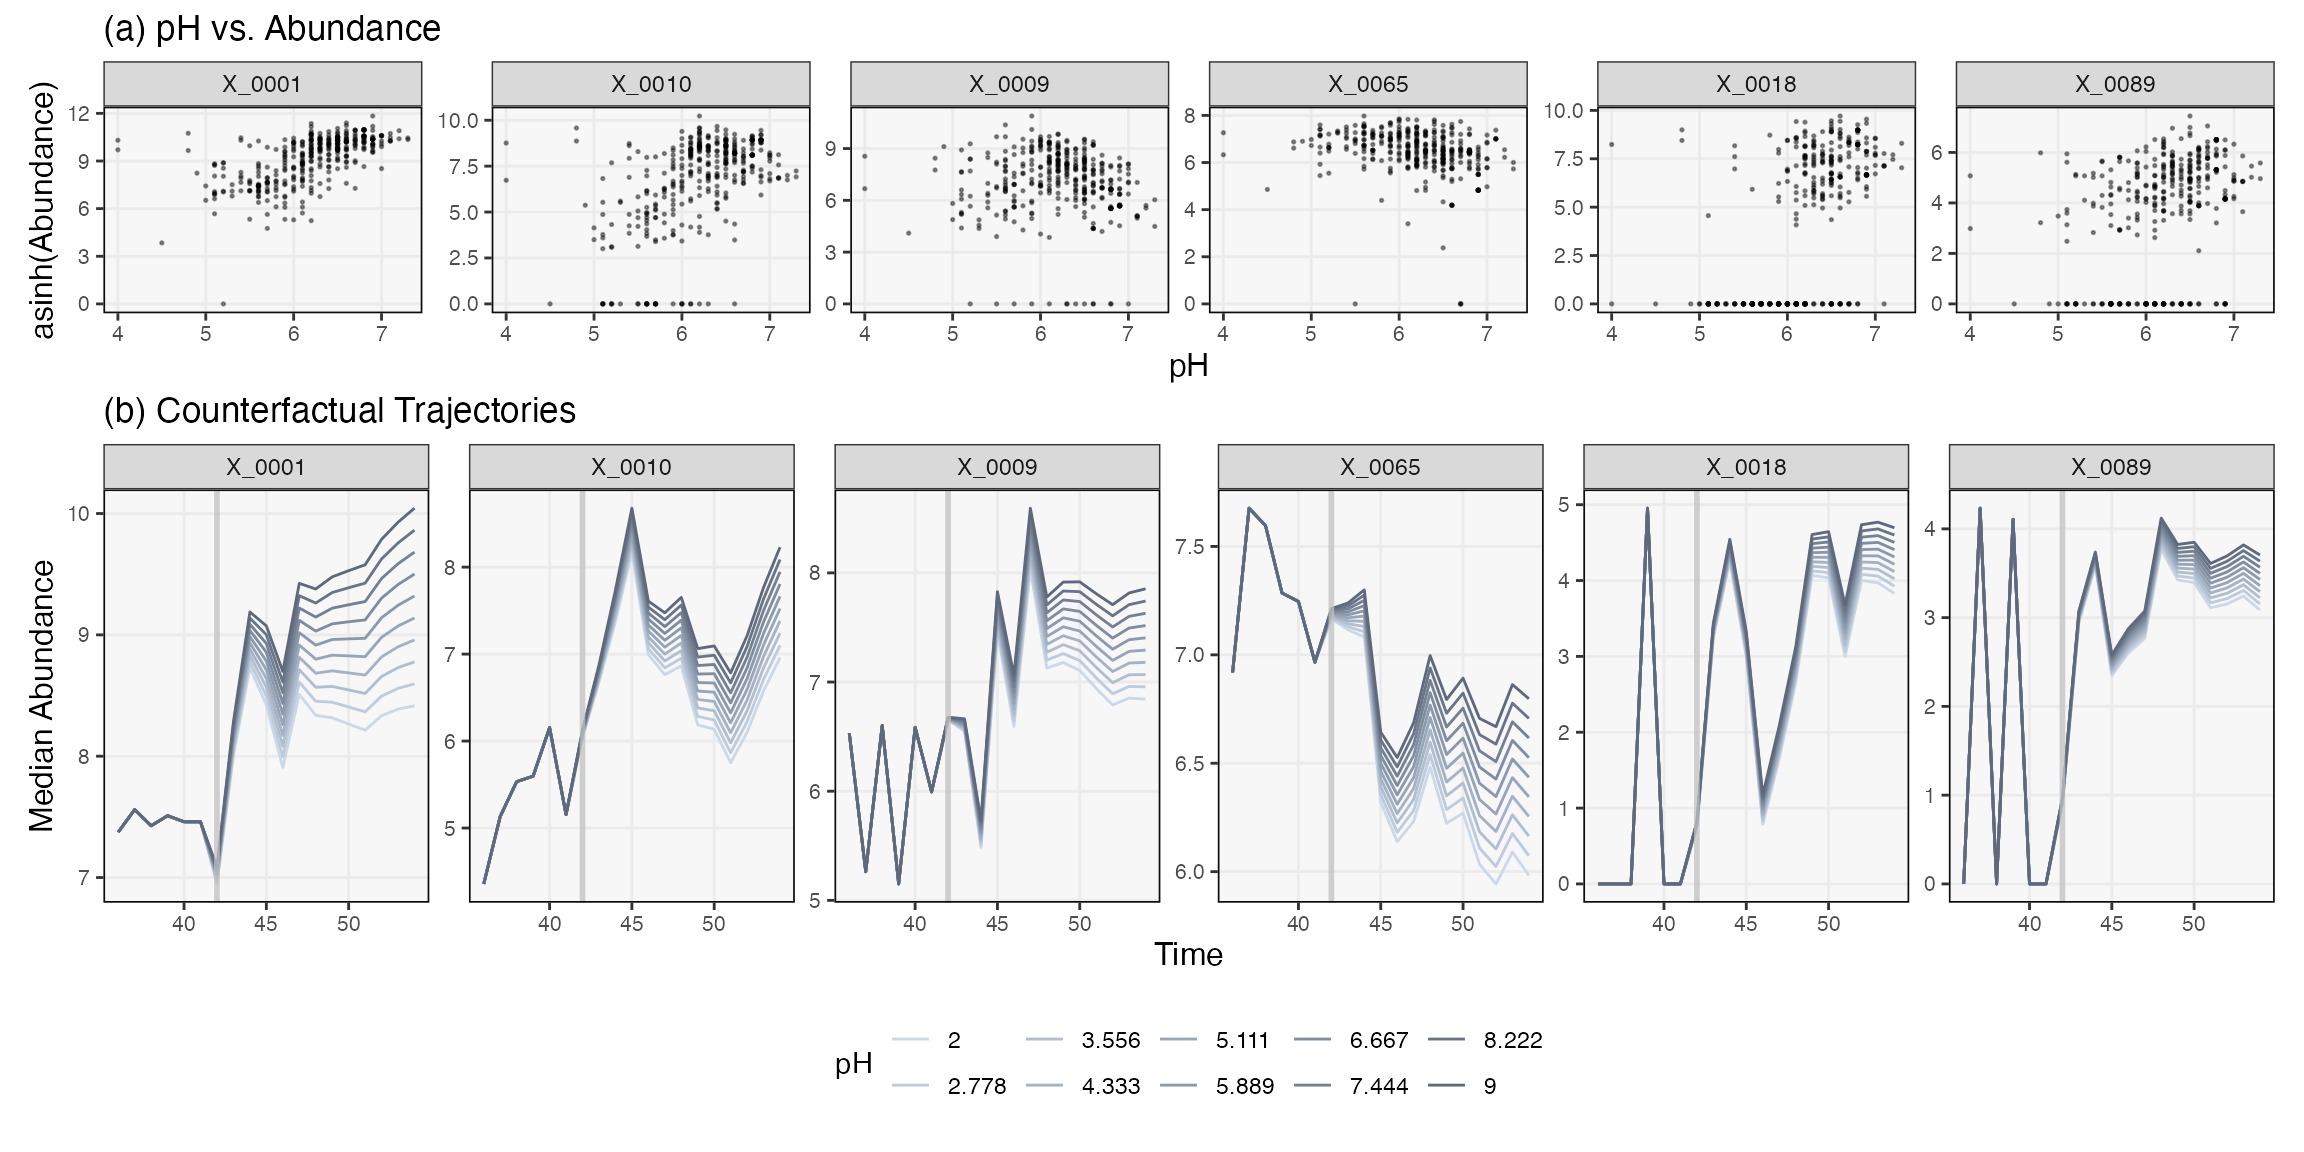 (a) pH vs. Abundance
X_0001 X_0010 X_0009 X_0065 X_0018 X_0089
asinh(Abundance)
12 9 6 3 0
10.0 7.5 5.0 2.5 0.0
9 6 3 0
8 6 4 2 0
10.0 7.5 5.0 2.5 0.0
6 4 2 0
4 5 6 7 4 5 6 7 4 5 6 7 4 5 6 7 4 5 6 7 4 5 6 7
pH
(b) Counterfactual Trajectories
X_0001 X_0010 X_0009 X_0065 X_0018 X_0089
Median Abundance
10 9 8 7
8 7 6 5
8 7 6 5
7.5 7.0 6.5 6.0
5 4 3 2 1 0
4 3 2 1 0
40 45 50 40 45 50 40 45 50 40 45 50 40 45 50 40 45 50
Time
pH
2 3.556 5.111 6.667 8.222
2.778 4.333 5.889 7.444 9